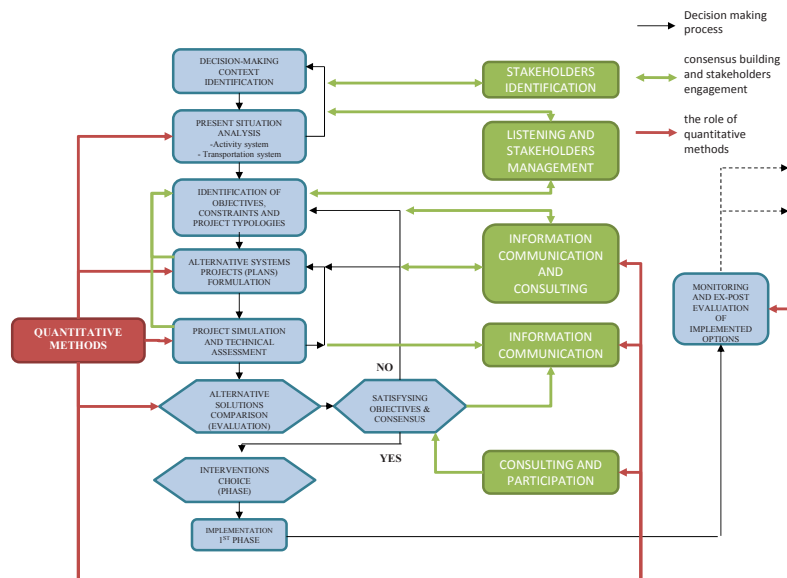 Decision making
process
consensus building
and stakeholders
engagement
the role of
quantitative
methods
DECISION-MAKING
CONTEXT
IDENTIFICATION
STAKEHOLDERS
IDENTIFICATION
PRESENT SITUATION
ANALYSIS
-Activity system
- Transportation system
LISTENING AND
STAKEHOLDERS
MANAGEMENT
IDENTIFICATION OF
OBJECTIVES,
CONSTRAINTS AND
PROJECT TYPOLOGIES
INFORMATION
COMMUNICATION
AND
CONSULTING
ALTERNATIVE SYSTEMS
PROJECTS (PLANS)
FORMULATION
MONITORING
AND EX-POST
EVALUATION
OF
IMPLEMENTED
OPTIONS
QUANTITATIVE
METHODS
PROJECT SIMULATION
AND TECHNICAL
ASSESSMENT
INFORMATION
COMMUNICATION
NO
ALTERNATIVE
SOLUTIONS
COMPARISON
(EVALUATION)
SATISFYSING
OBJECTIVES &
CONSENSUS
YES
INTERVENTIONS
CHOICE
(PHASE)
CONSULTING AND
PARTICIPATION
IMPLEMENTATION
1ST PHASE